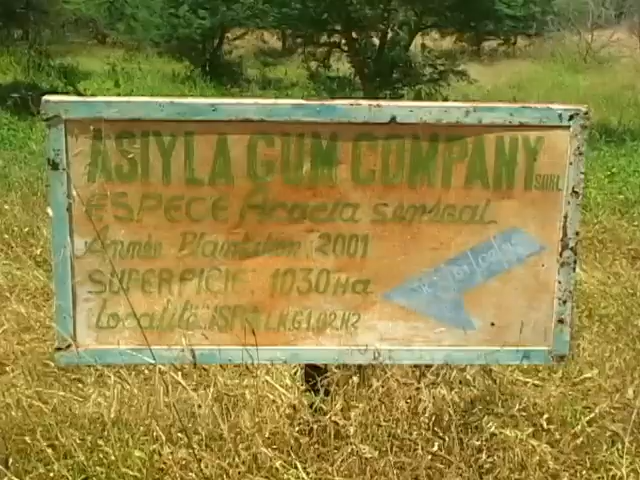 ASIYLA GUM COMPANY SARL
ESPECE Acacia senegal
Année Plantation 2001
SUPERFICIE 1030 Ha
Localité